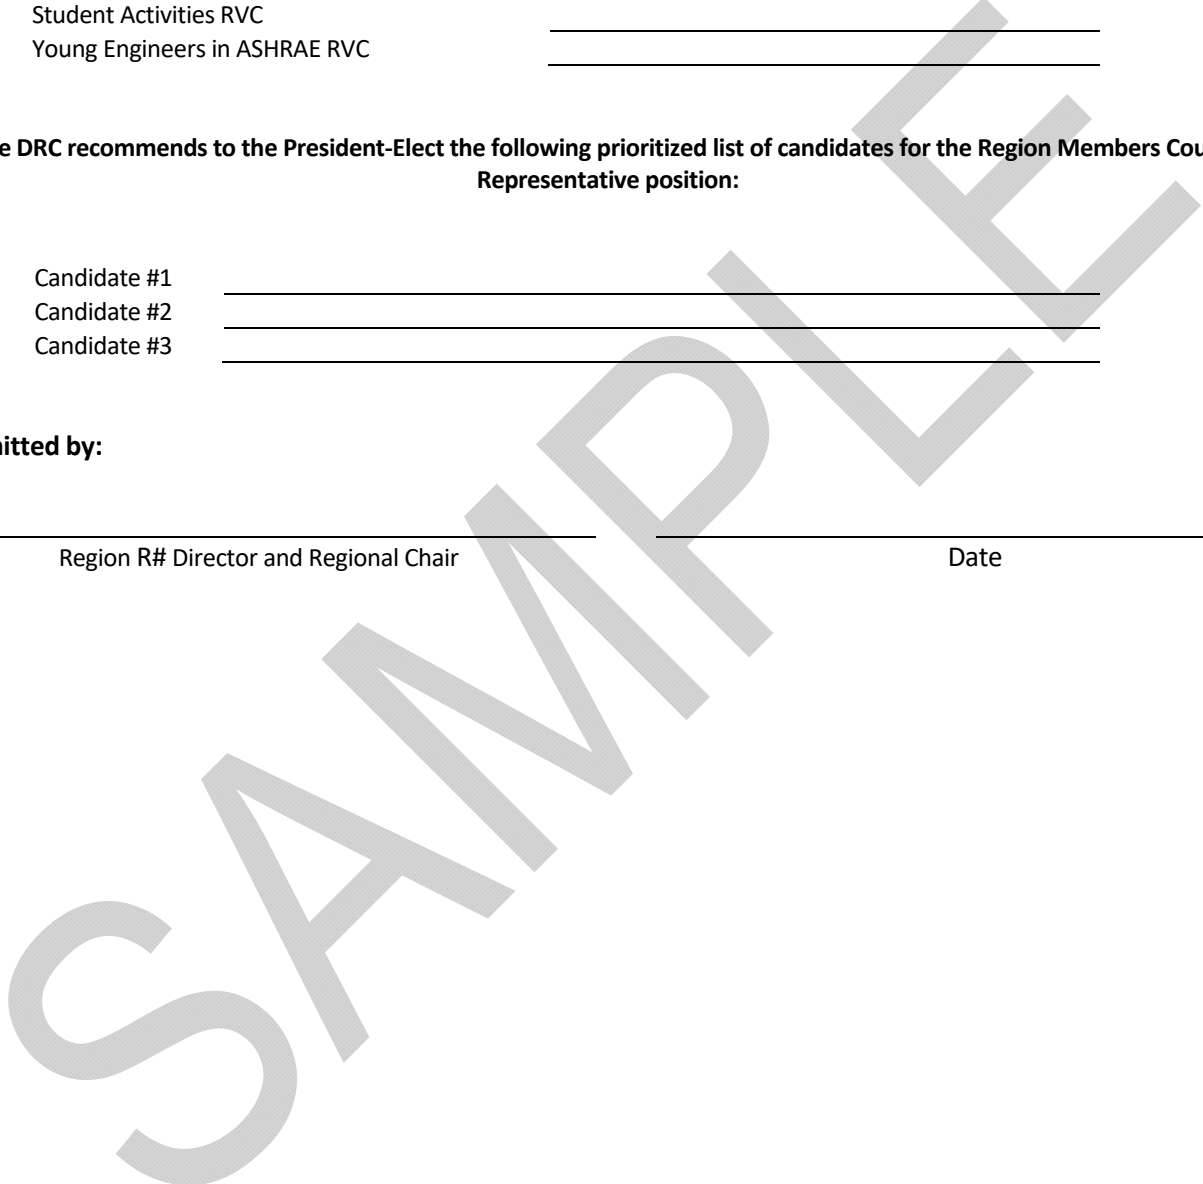 Student Activities RVC
Young Engineers in ASHRAE RVC
e DRC recommends to the President-Elect the following prioritized list of candidates for the Region Members Cou
Representative position:
Candidate #1
Candidate #2
Candidate #3
itted by:
Region R# Director and Regional Chair Date
SAMPLE